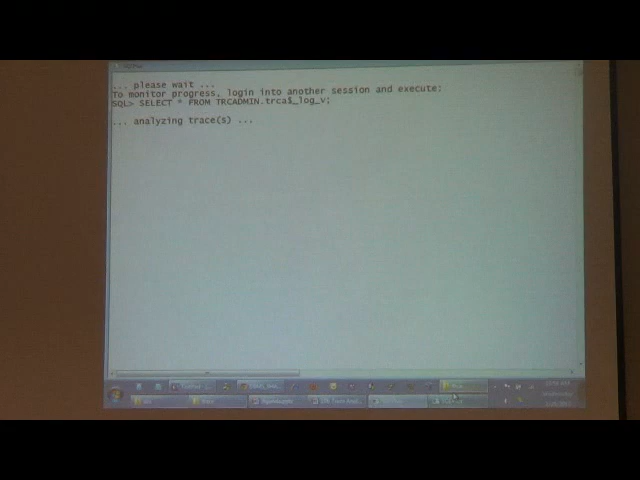 ... please wait ...
To monitor progress, login into another session and execute:
SQL> SELECT * FROM TRCADMIN.trca$_log_v;
... analyzing trace(s) ...